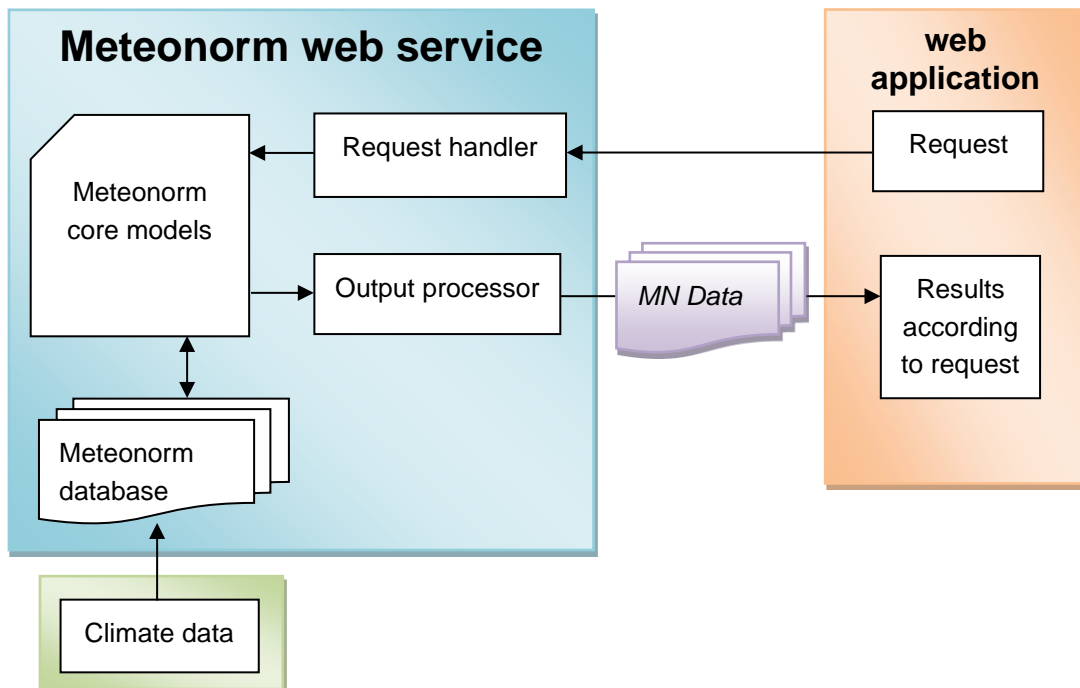 Meteonorm web service
web
application
Request handler
Request
Meteonorm
core models
Output processor
MN Data
Results
according
to request
Meteonorm
database
Climate data